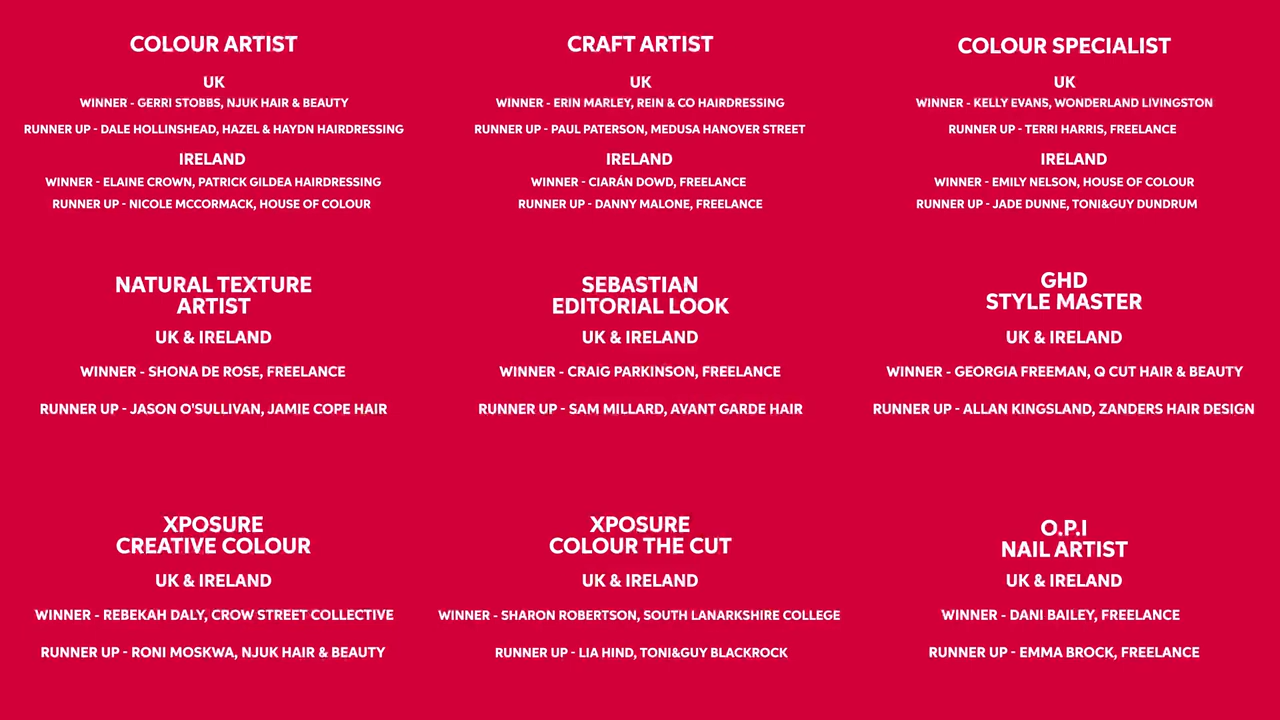 COLOUR ARTIST
UK
WINNER - GERRI STOBBS, NJUK HAIR & BEAUTY
RUNNER UP - DALE HOLLINSHEAD, HAZEL & HAYDN HAIRDRESSING
IRELAND
WINNER - ELAINE CROWN, PATRICK GILDEA HAIRDRESSING
RUNNER UP - NICOLE MCCORMACK, HOUSE OF COLOUR
CRAFT ARTIST
UK
WINNER - ERIN MARLEY, REIN & CO HAIRDRESSING
RUNNER UP - PAUL PATERSON, MEDUSA HANOVER STREET
IRELAND
WINNER - CIARÁN DOWD, FREELANCE
RUNNER UP - DANNY MALONE, FREELANCE
COLOUR SPECIALIST
UK
WINNER - KELLY EVANS, WONDERLAND LIVINGSTON
RUNNER UP - TERRI HARRIS, FREELANCE
IRELAND
WINNER - EMILY NELSON, HOUSE OF COLOUR
RUNNER UP - JADE DUNNE, TONI&GUY DUNDRUM
NATURAL TEXTURE
ARTIST
UK & IRELAND
WINNER - SHONA DE ROSE, FREELANCE
RUNNER UP - JASON O'SULLIVAN, JAMIE COPE HAIR
SEBASTIAN
EDITORIAL LOOK
UK & IRELAND
WINNER - CRAIG PARKINSON, FREELANCE
RUNNER UP - SAM MILLARD, AVANT GARDE HAIR
GHD
STYLE MASTER
UK & IRELAND
WINNER - GEORGIA FREEMAN, Q CUT HAIR & BEAUTY
RUNNER UP - ALLAN KINGSLAND, ZANDERS HAIR DESIGN
XPOSURE
CREATIVE COLOUR
UK & IRELAND
WINNER - REBEKAH DALY, CROW STREET COLLECTIVE
RUNNER UP - RONI MOSKWA, NJUK HAIR & BEAUTY
XPOSURE
COLOUR THE CUT
UK & IRELAND
WINNER - SHARON ROBERTSON, SOUTH LANARKSHIRE COLLEGE
RUNNER UP - LIA HIND, TONI&GUY BLACKROCK
O.P.I
NAIL ARTIST
UK & IRELAND
WINNER - DANI BAILEY, FREELANCE
RUNNER UP - EMMA BROCK, FREELANCE